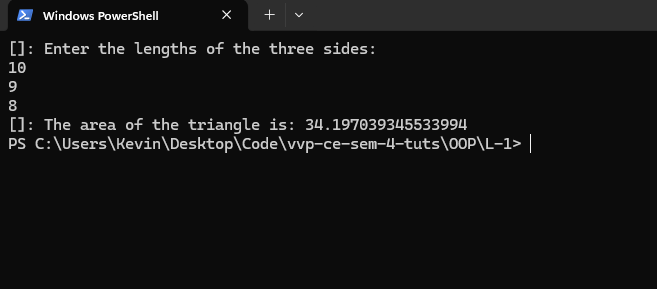 Windows PowerShell
[]: Enter the lengths of the three sides:
10
9
8
[]: The area of the triangle is: 34.197039345533994
PS C:\Users\Kevin\Desktop\Code\vvp-ce-sem-4-tuts\OOP\L-1>